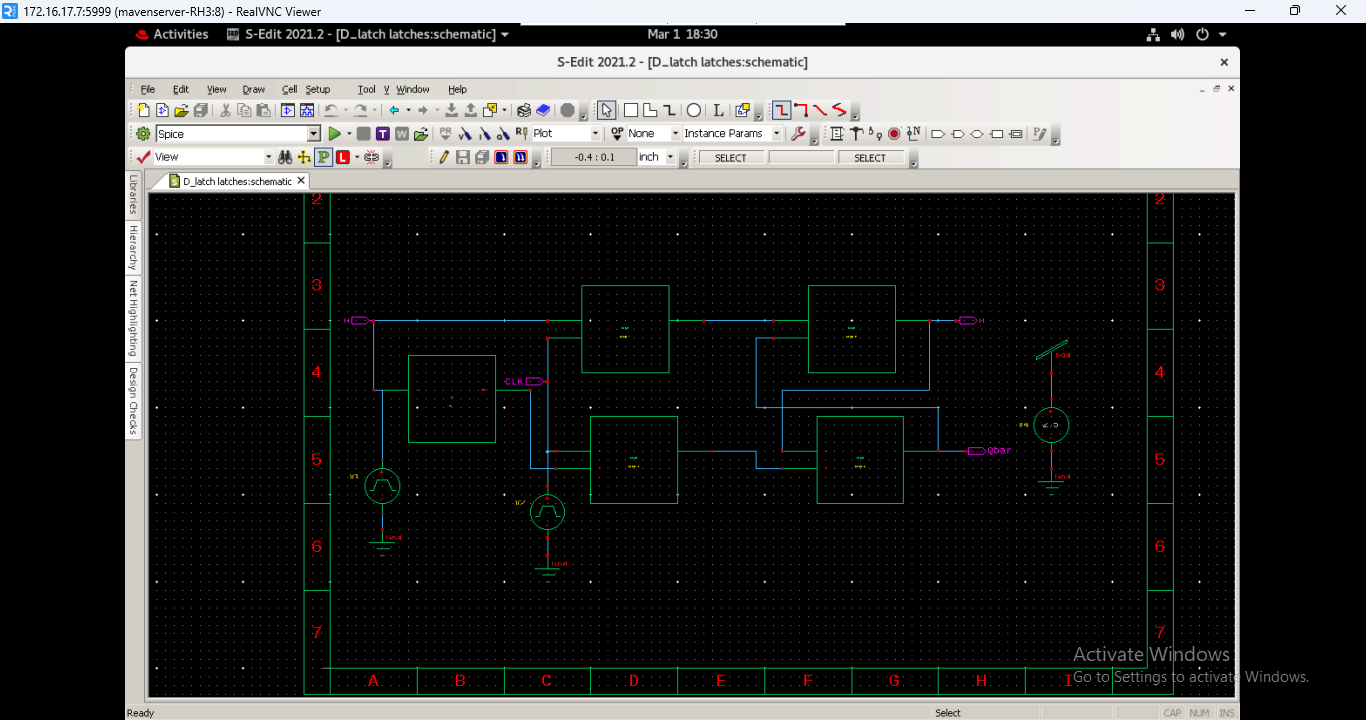 172.16.17.7:5999 (mavenserver-RH3:8) - RealVNC Viewer
Activities S-Edit 2021.2 - [D_latch latches:schematic] Mar 1 18:30
S-Edit 2021.2 - [D_latch latches:schematic]
File Edit View Draw Cell Setup Tool V Window Help
Spice Plot OP None Instance Params
View -0.4 : 0.1 inch SELECT SELECT
D_latch latches:schematic
Libraries
Hierarchy
Net Highlighting
Design Checks
2 2
3 3
CLK
4 4
5 5
Qbar
6 6
7 7
A B C D E F G H I
Activate Windows
Go to Settings to activate Windows.
Ready Select CAP NUM INS